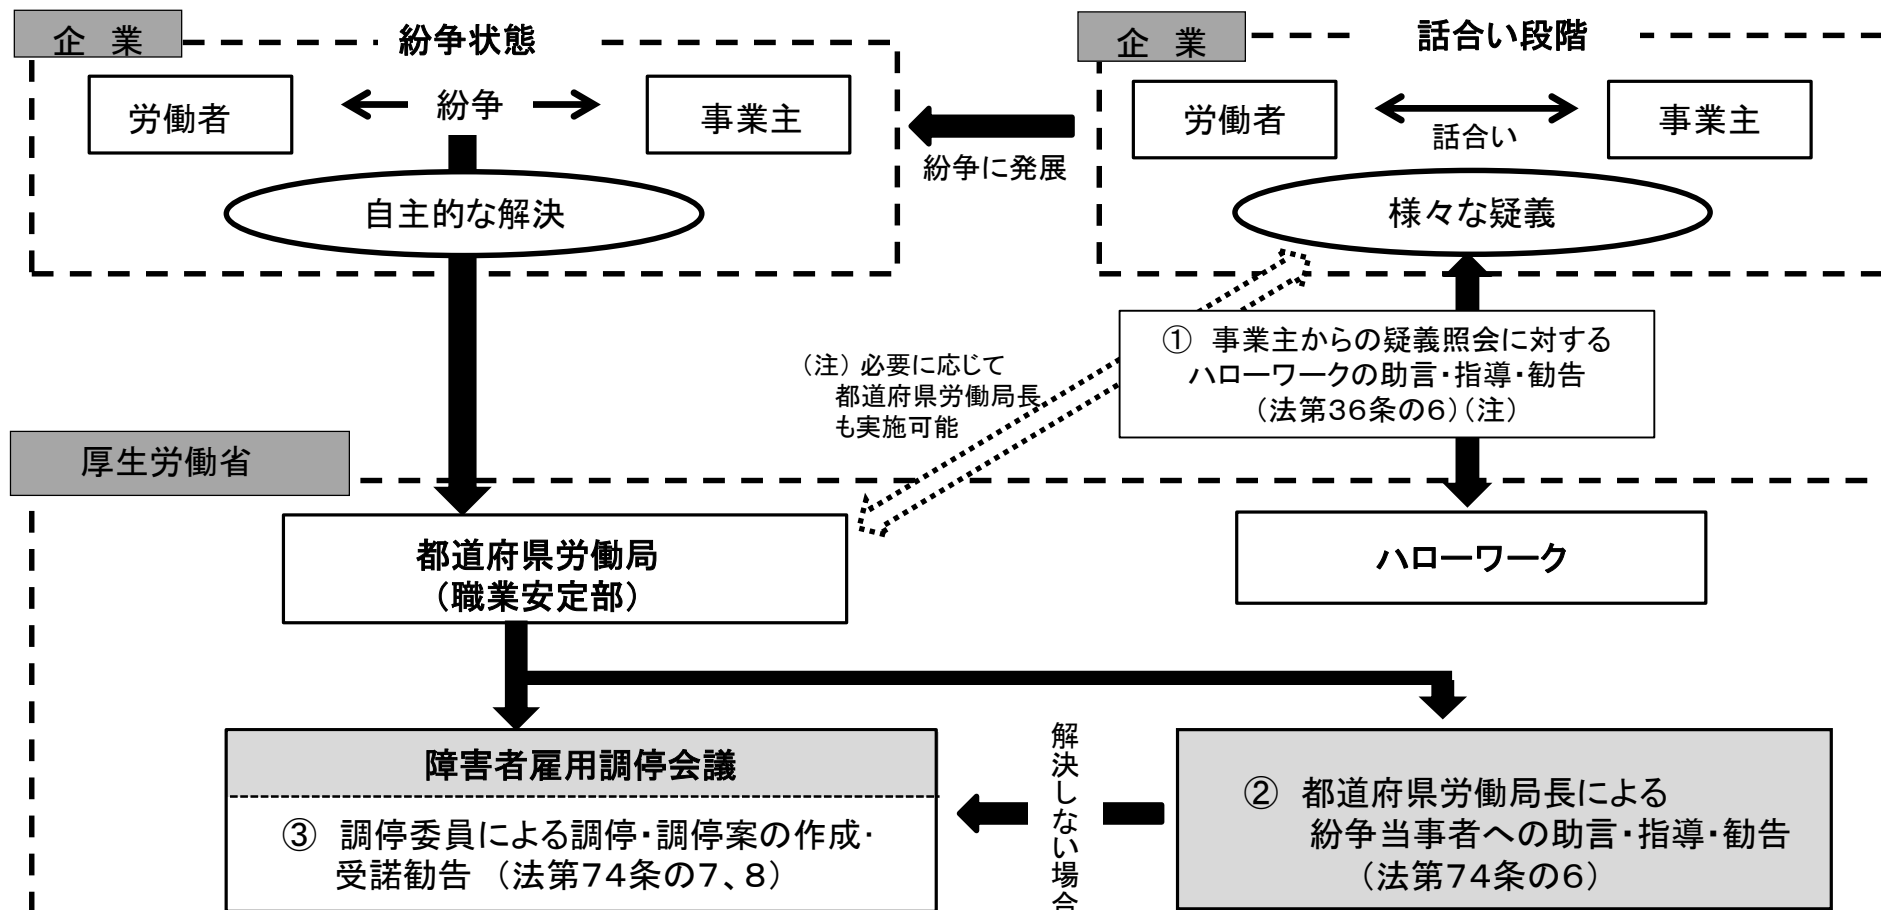 企　業
紛争状態
労働者
紛争
事業主
自主的な解決
紛争に発展
企　業
話合い段階
労働者
話合い
事業主
様々な疑義
①　事業主からの疑義照会に対する
ハローワークの助言・指導・勧告
（法第３６条の６）（注）
（注）必要に応じて
都道府県労働局長
も実施可能
厚生労働省
都道府県労働局
（職業安定部）
ハローワーク
障害者雇用調停会議
③　調停委員による調停・調停案の作成・
受諾勧告　（法第７４条の７、８）
解決しない場合
②　都道府県労働局長による
紛争当事者への助言・指導・勧告
（法第７４条の６）